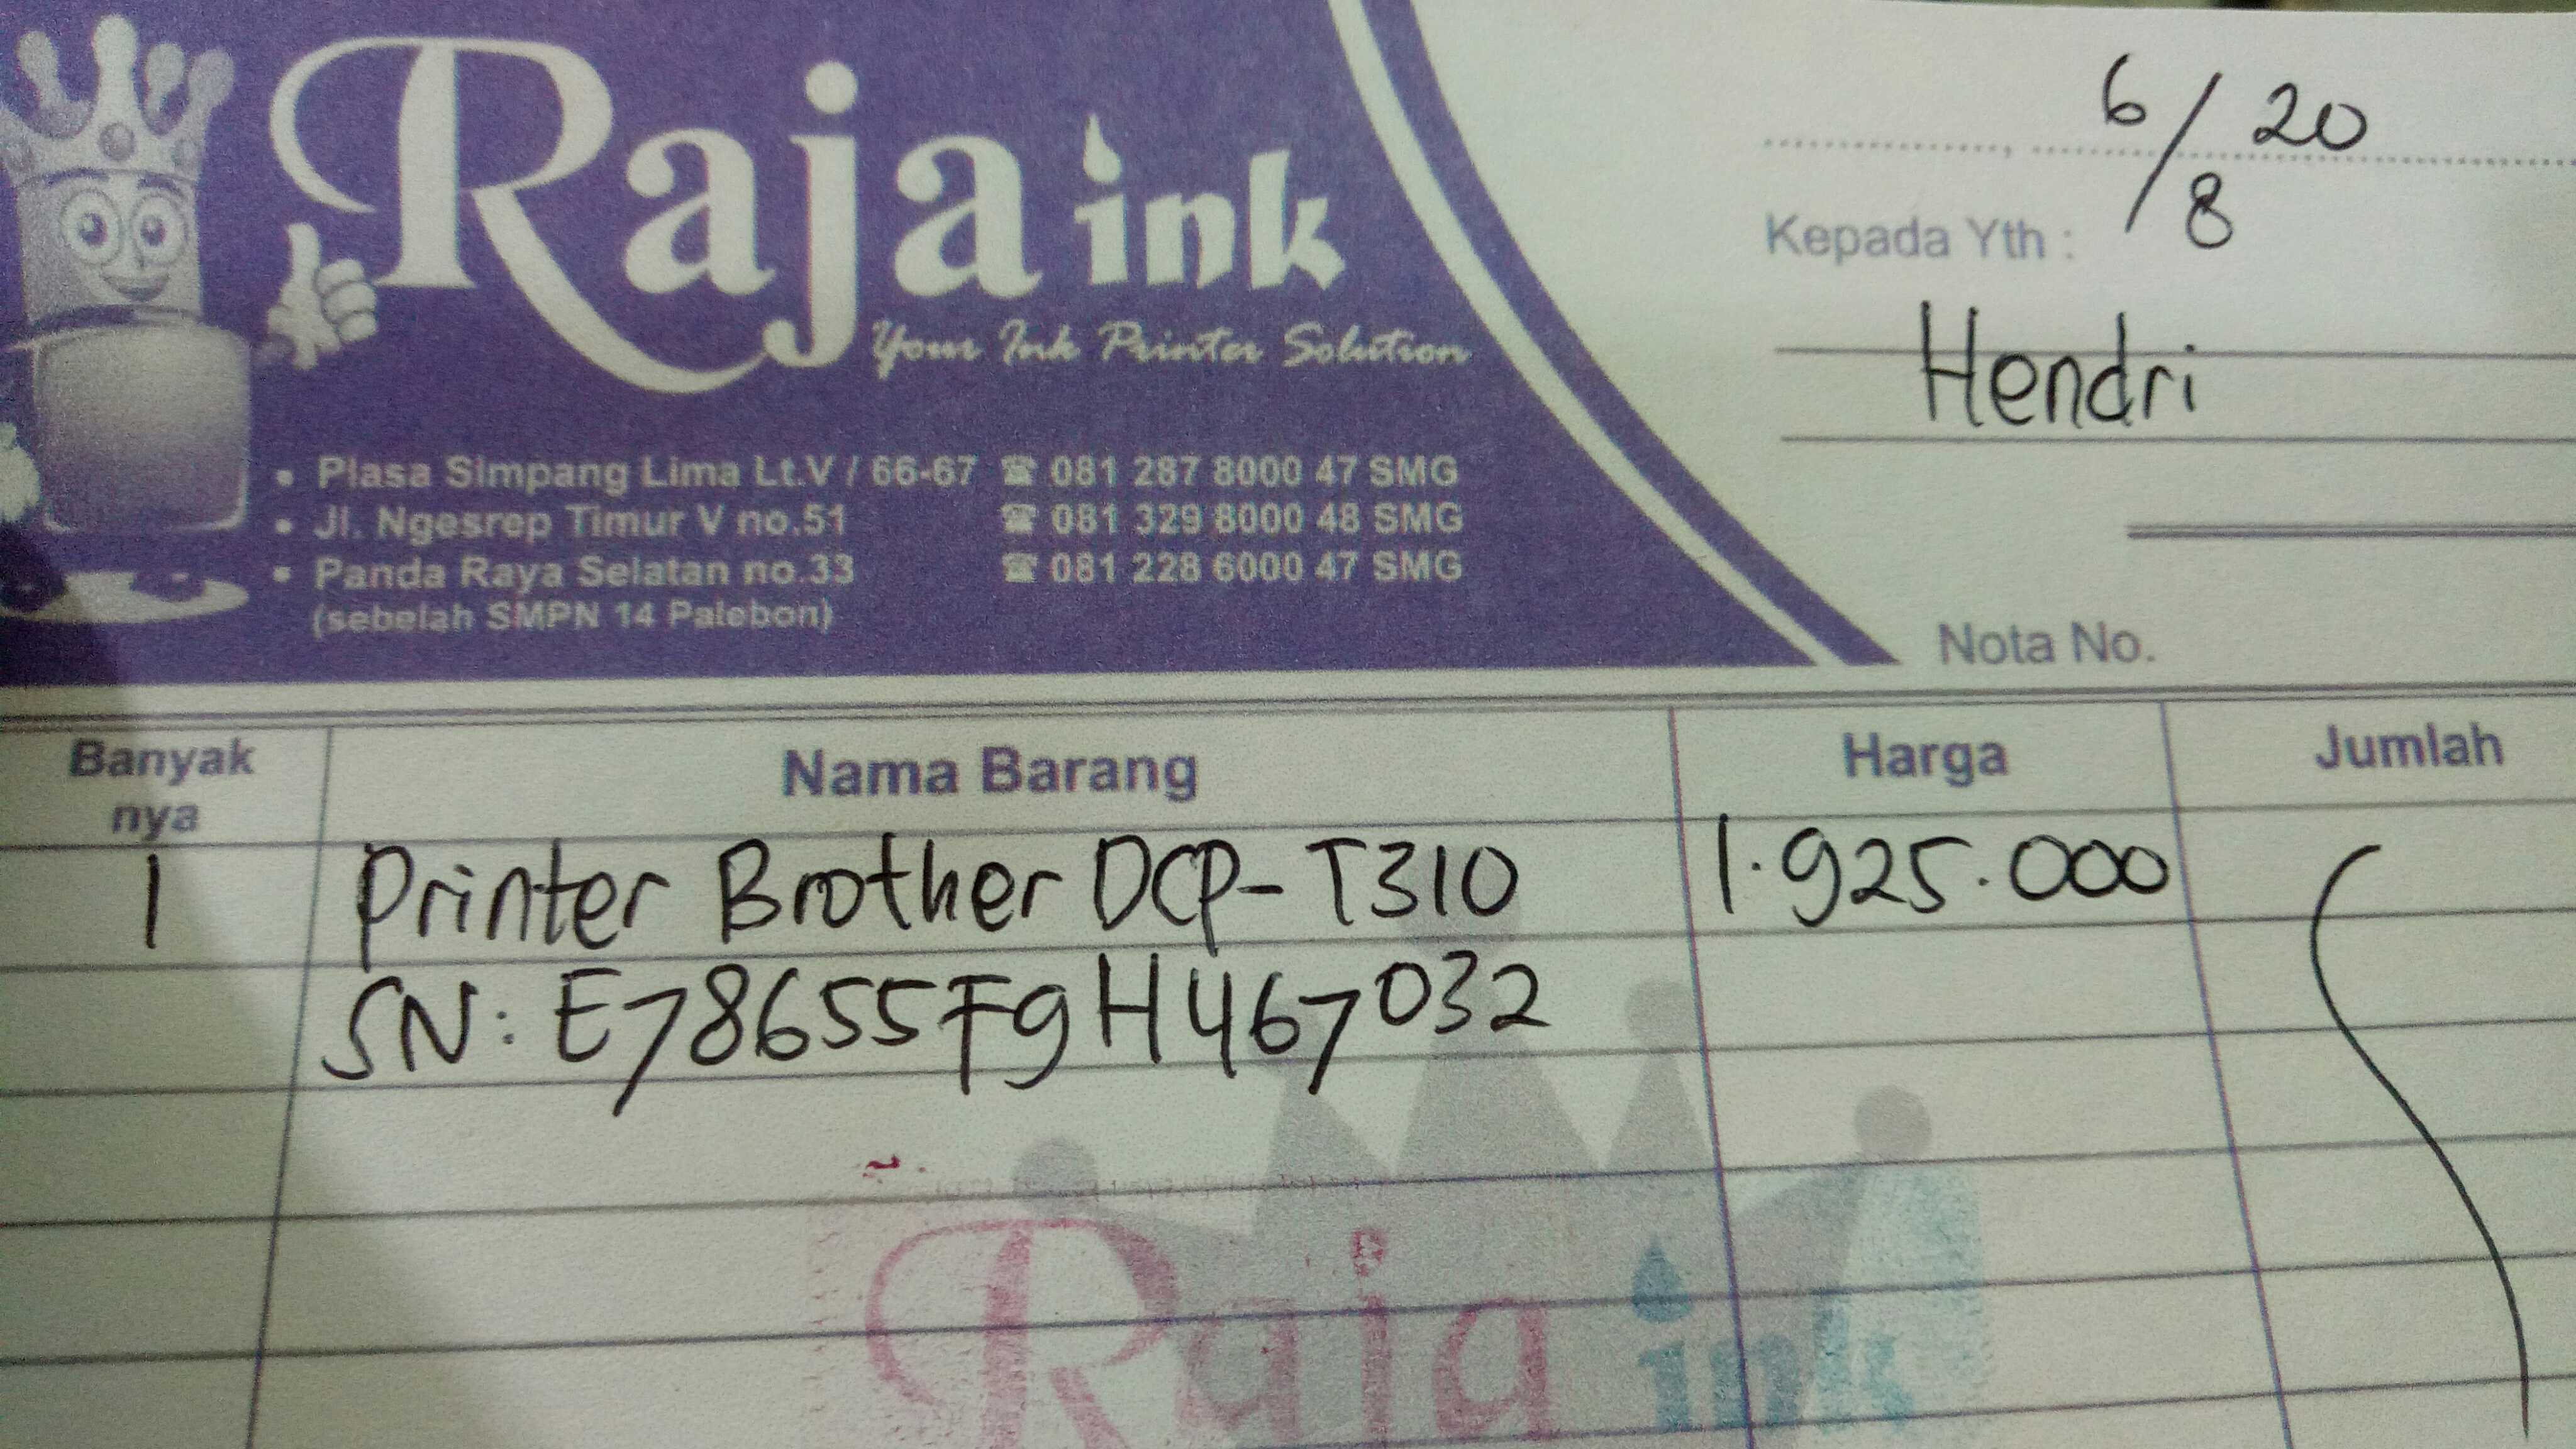 Raja ink
Your Ink Printer Solution
• Plasa Simpang Lima Lt.V / 66-67 ☎ 081 287 8000 47 SMG
• Jl. Ngesrep Timur V no.51 ☎ 081 329 8000 48 SMG
• Panda Raya Selatan no.33 ☎ 081 228 6000 47 SMG
(sebelah SMPN 14 Palebon)
6/8 20
Kepada Yth :
Hendri
Nota No.
Banyak nya Nama Barang Harga Jumlah
1 Printer Brother DCP-T310 1.925.000
SN: E78655F9H467032
Raja ink